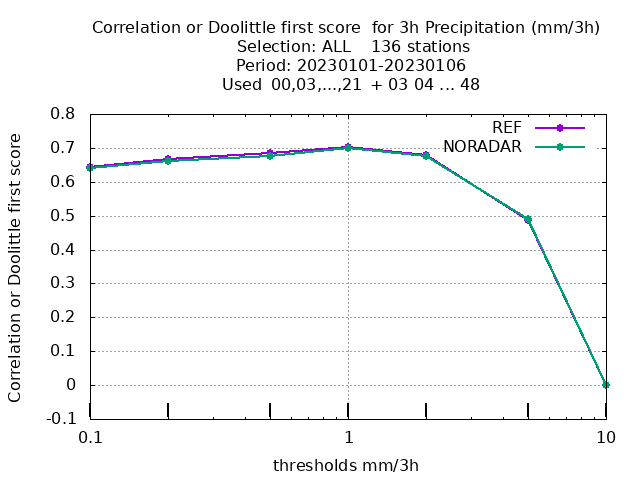 Correlation or Doolittle first score  for 3h Precipitation (mm/3h)
Selection: ALL    136 stations
Period: 20230101-20230106
Used  00,03,...,21  + 03 04 ... 48
REF
NORADAR
Correlation or Doolittle first score
0.8
0.7
0.6
0.5
0.4
0.3
0.2
0.1
0
-0.1
0.1
1
10
thresholds mm/3h